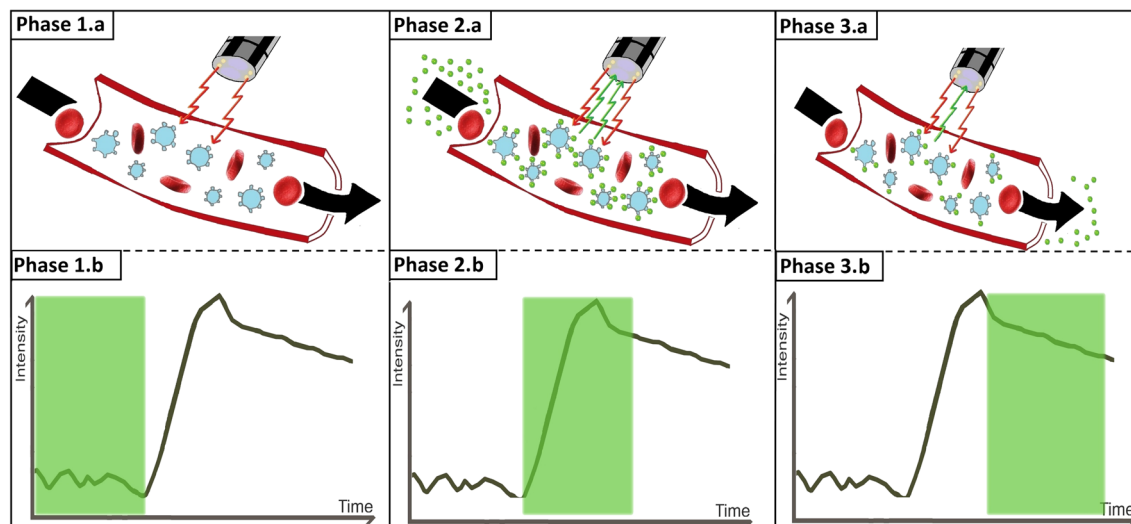 Phase 1.a
Phase 2.a
Phase 3.a
Phase 1.b
Phase 2.b
Phase 3.b
Intensity
Time
Intensity
Time
Intensity
Time